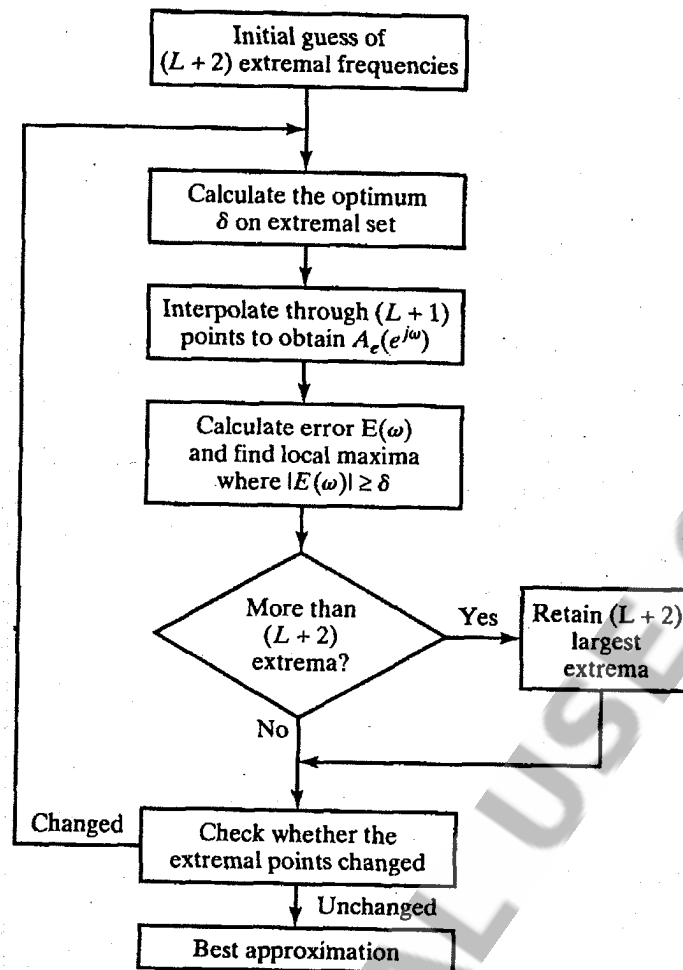 Initial guess of
(L + 2) extremal frequencies
Calculate the optimum
δ on extremal set
Interpolate through (L + 1)
points to obtain A_e(e^{jω})
Calculate error E(ω)
and find local maxima
where |E(ω)| ≥ δ
More than
(L + 2)
extrema?
Yes
Retain (L + 2)
largest
extrema
No
Changed
Check whether the
extremal points changed
Unchanged
Best approximation